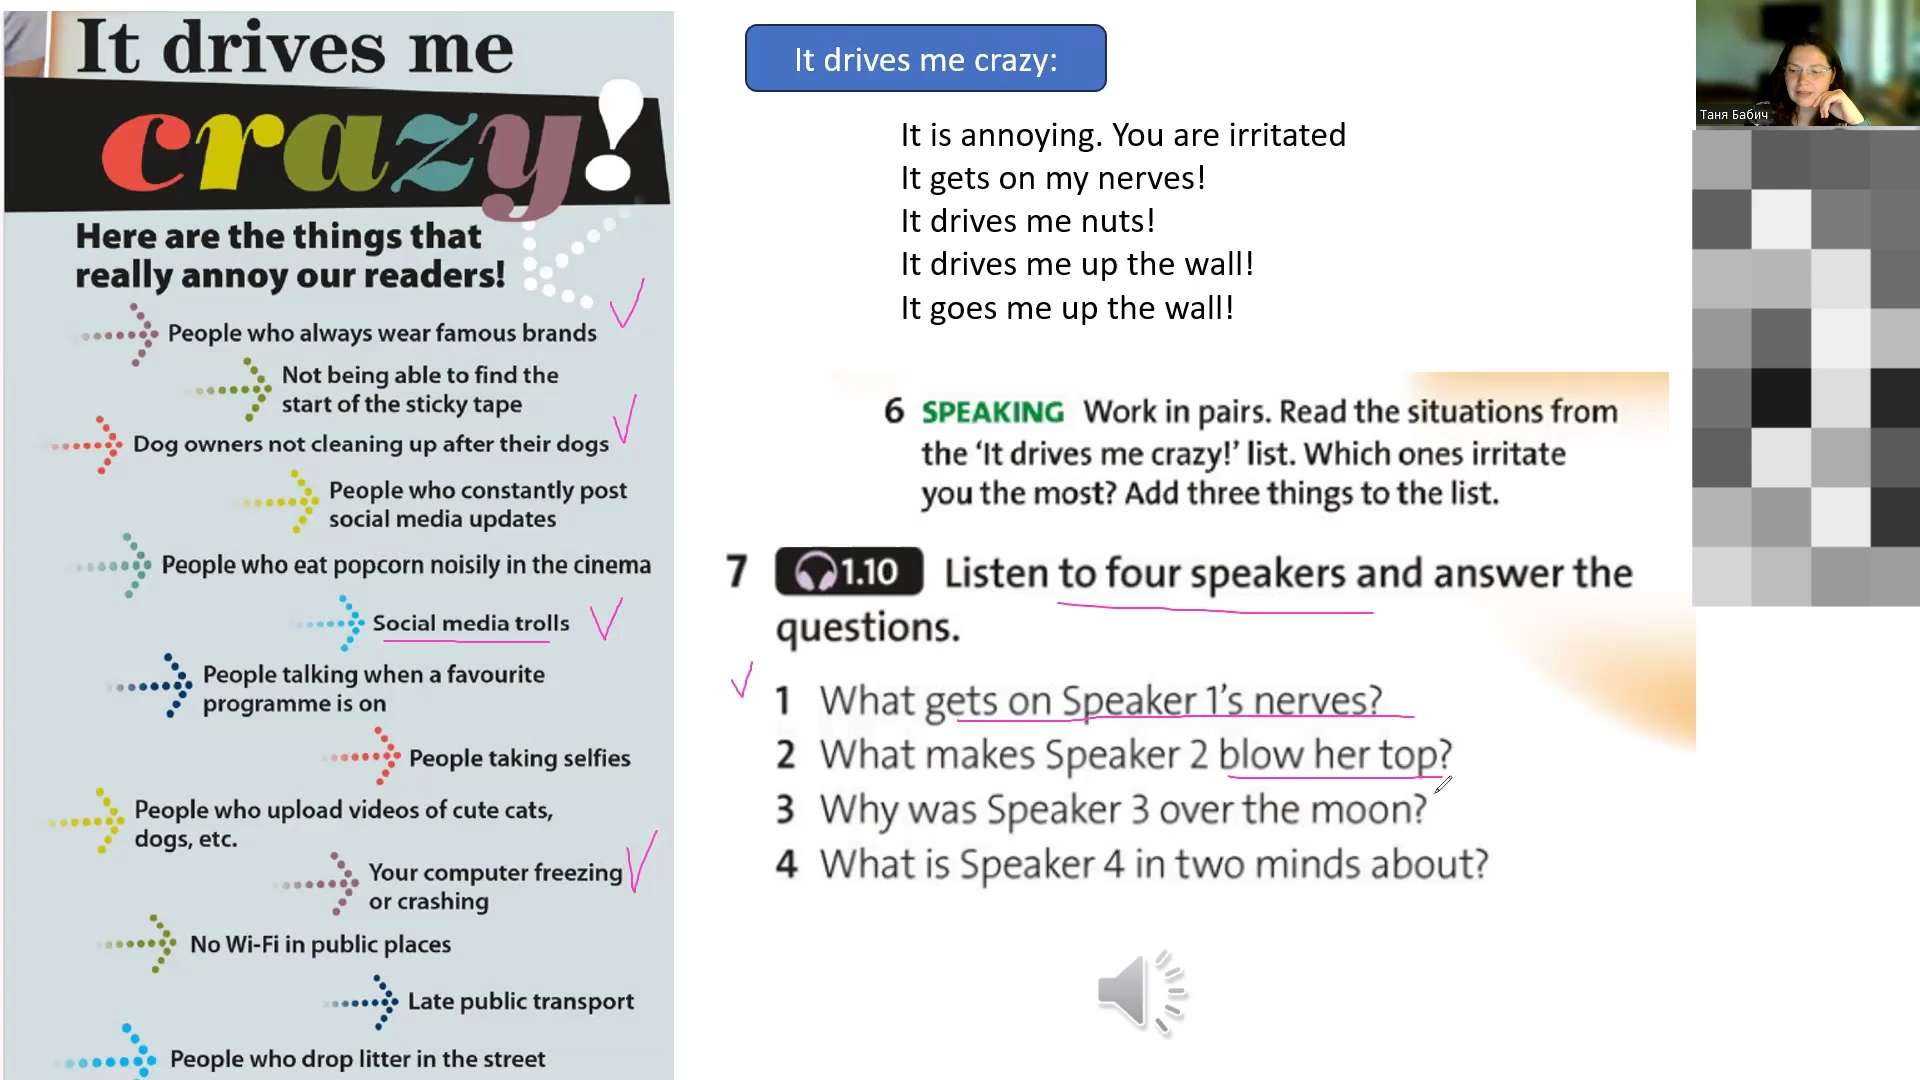 It drives me
crazy!
Here are the things that
really annoy our readers!
People who always wear famous brands
Not being able to find the
start of the sticky tape
Dog owners not cleaning up after their dogs
People who constantly post
social media updates
People who eat popcorn noisily in the cinema
Social media trolls
People talking when a favourite
programme is on
People taking selfies
People who upload videos of cute cats,
dogs, etc.
Your computer freezing
or crashing
No Wi-Fi in public places
Late public transport
People who drop litter in the street
It drives me crazy:
It is annoying. You are irritated
It gets on my nerves!
It drives me nuts!
It drives me up the wall!
It goes me up the wall!
6 SPEAKING Work in pairs. Read the situations from
the ‘It drives me crazy!’ list. Which ones irritate
you the most? Add three things to the list.
7 1.10 Listen to four speakers and answer the
questions.
1 What gets on Speaker 1’s nerves?
2 What makes Speaker 2 blow her top?
3 Why was Speaker 3 over the moon?
4 What is Speaker 4 in two minds about?
Таня Бабич